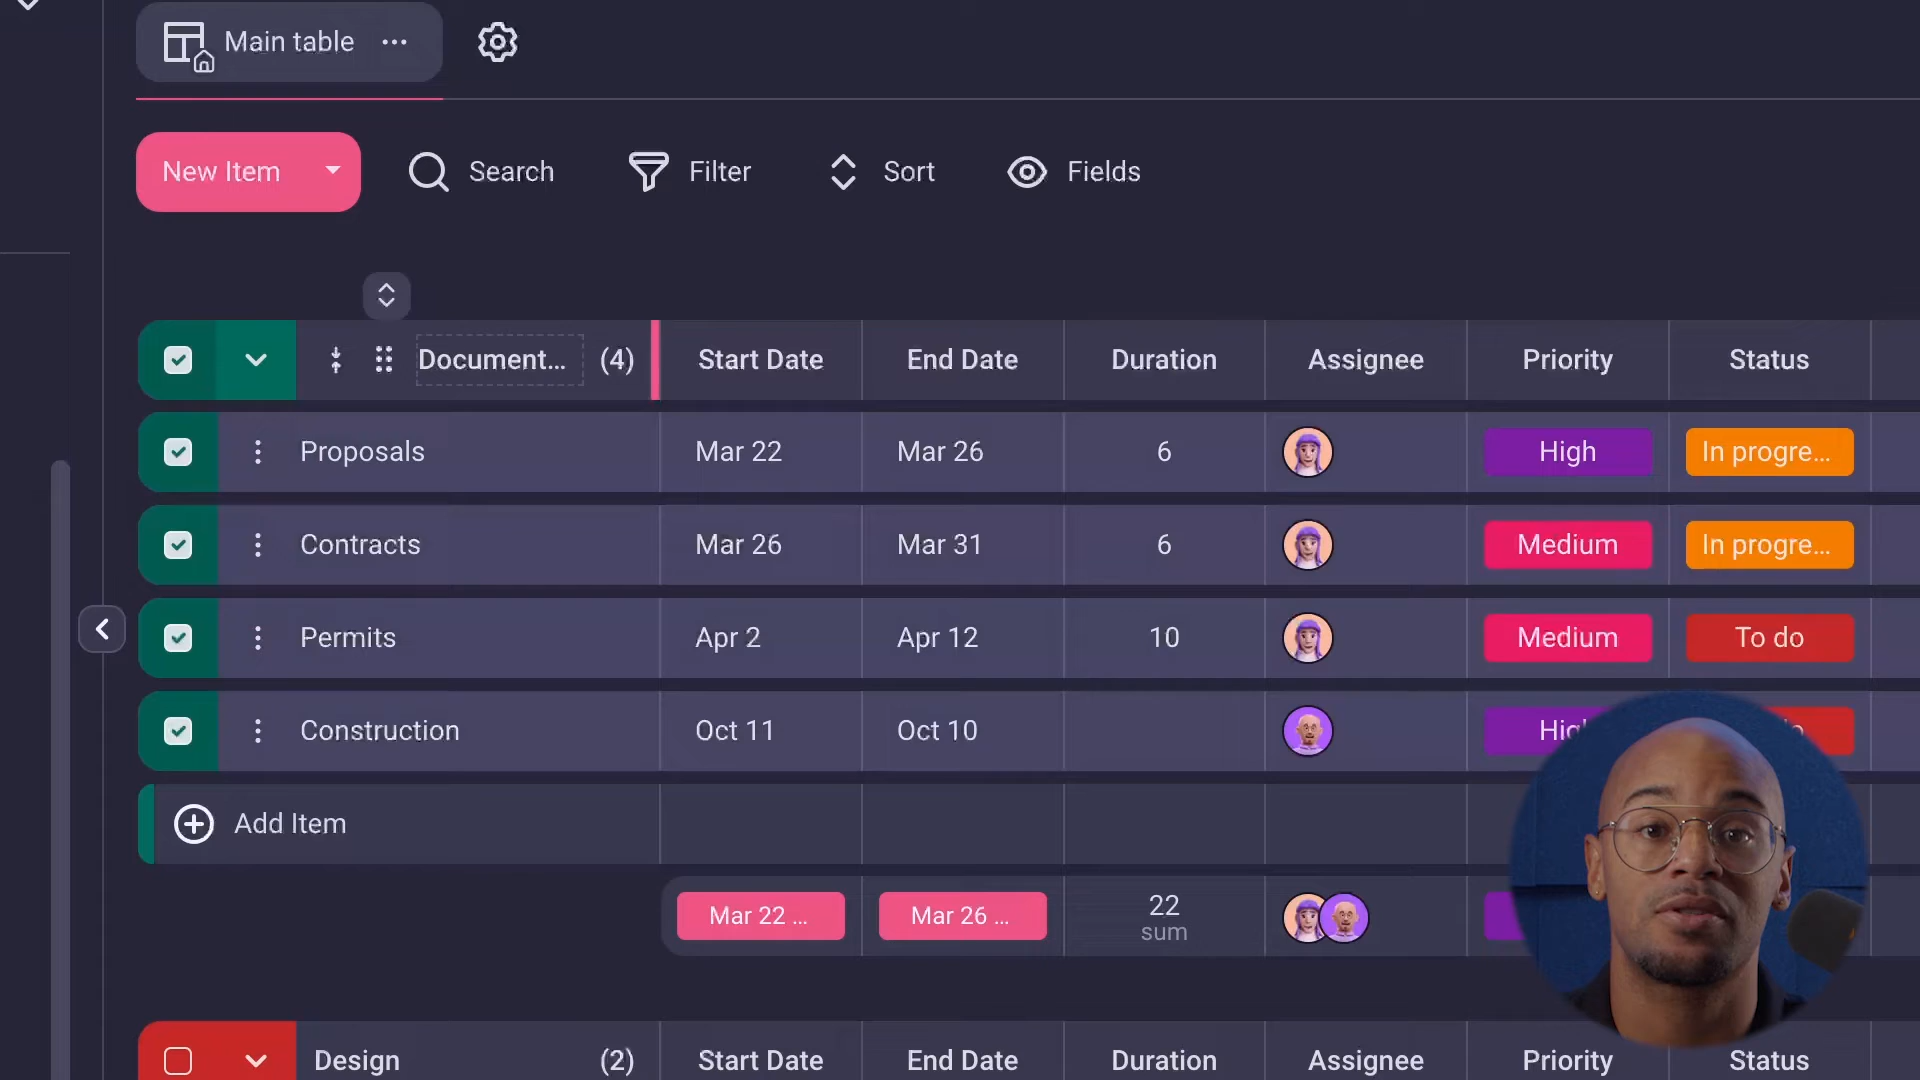 Main table
New Item Search Filter Sort Fields
Document... (4) Start Date End Date Duration Assignee Priority Status
Proposals Mar 22 Mar 26 6 High In progre...
Contracts Mar 26 Mar 31 6 Medium In progre...
Permits Apr 2 Apr 12 10 Medium To do
Construction Oct 11 Oct 10
Add Item
Mar 22 ... Mar 26 ... 22
sum
Design (2) Start Date End Date Duration Assignee Priority Status